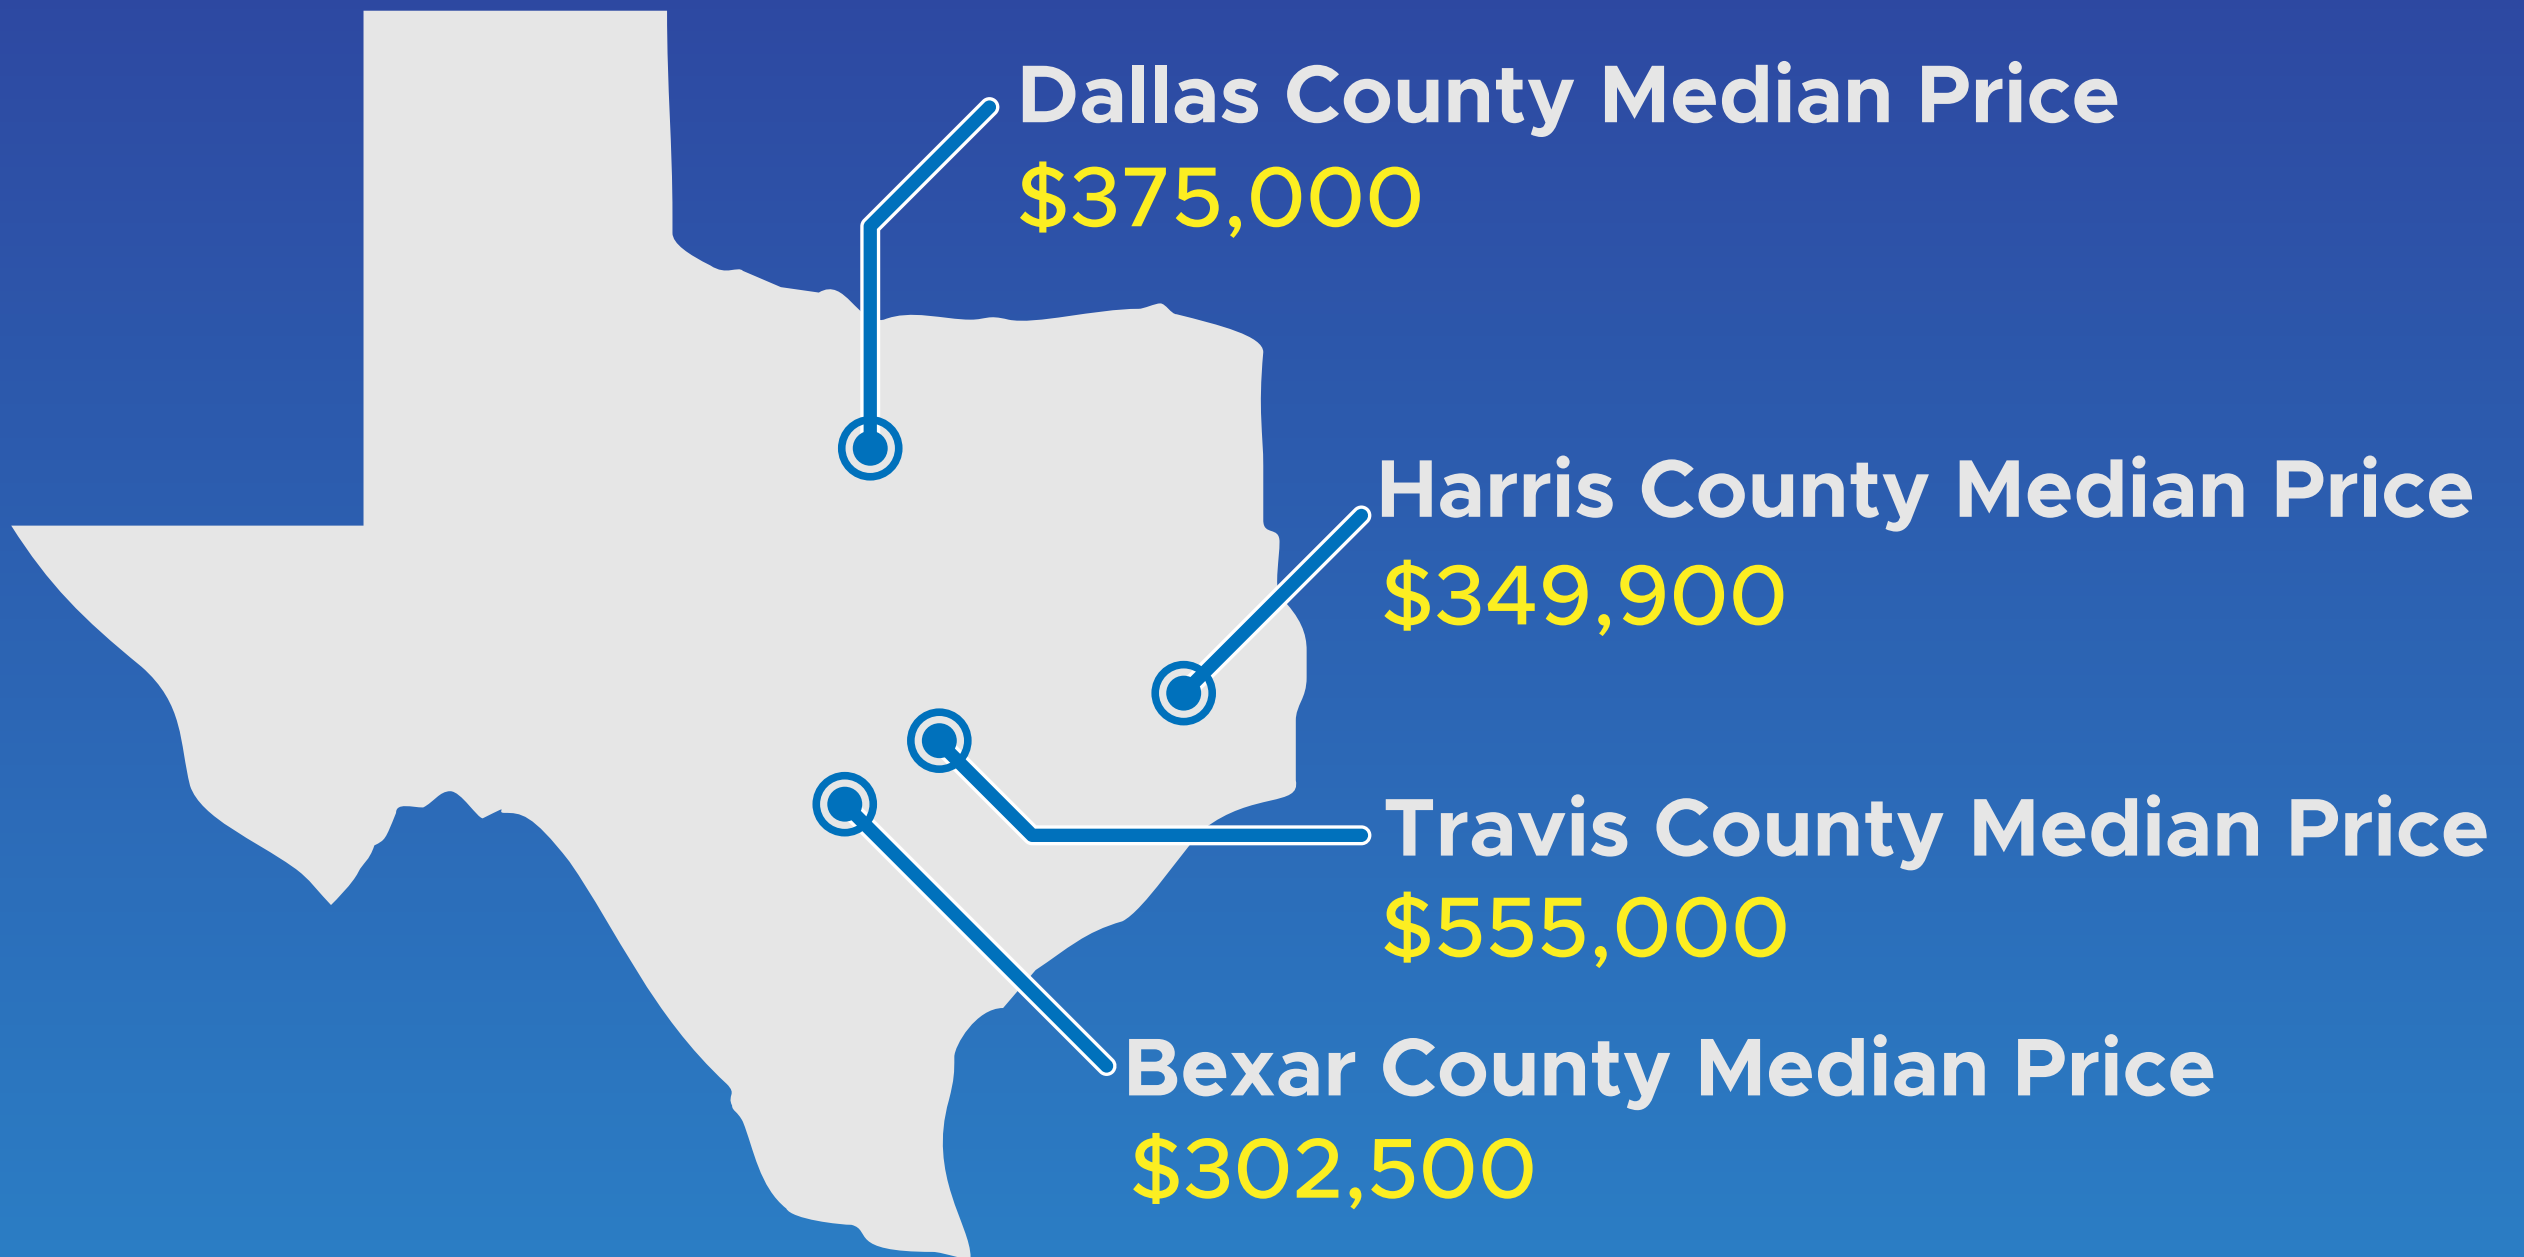 Dallas County Median Price
$375,000
Harris County Median Price
$349,900
Travis County Median Price
$555,000
Bexar County Median Price
$302,500